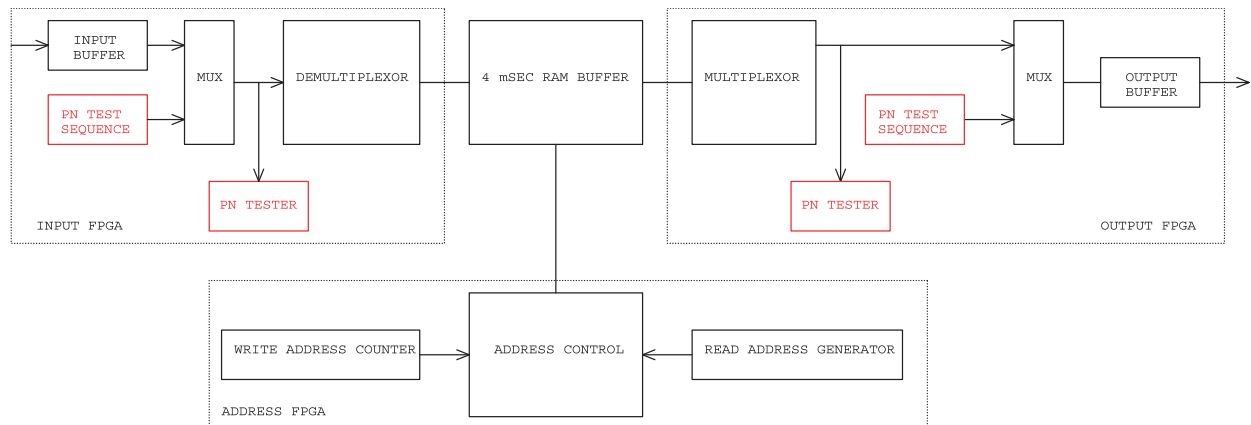 INPUT
BUFFER
PN TEST
SEQUENCE
MUX
DEMULTIPLEXOR
PN TESTER
INPUT FPGA
4 mSEC RAM BUFFER
MULTIPLEXOR
PN TEST
SEQUENCE
MUX
OUTPUT
BUFFER
PN TESTER
OUTPUT FPGA
WRITE ADDRESS COUNTER
ADDRESS CONTROL
READ ADDRESS GENERATOR
ADDRESS FPGA